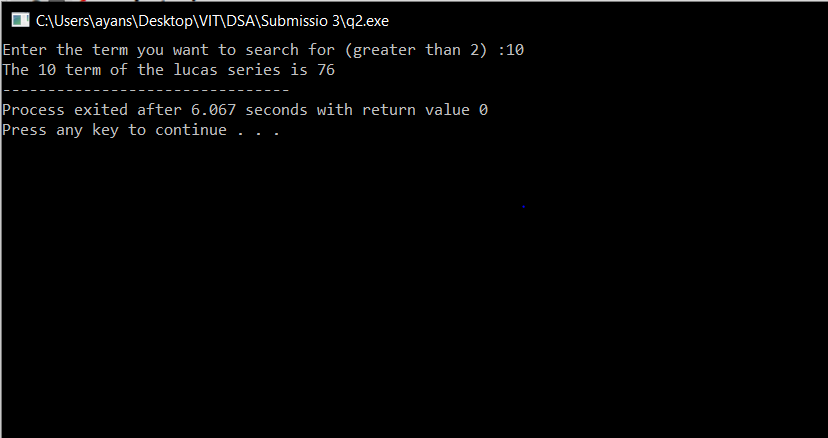 C:\Users\ayans\Desktop\VIT\DSA\Submissio 3\q2.exe
Enter the term you want to search for (greater than 2) :10
The 10 term of the lucas series is 76
--------------------------------
Process exited after 6.067 seconds with return value 0
Press any key to continue . . .